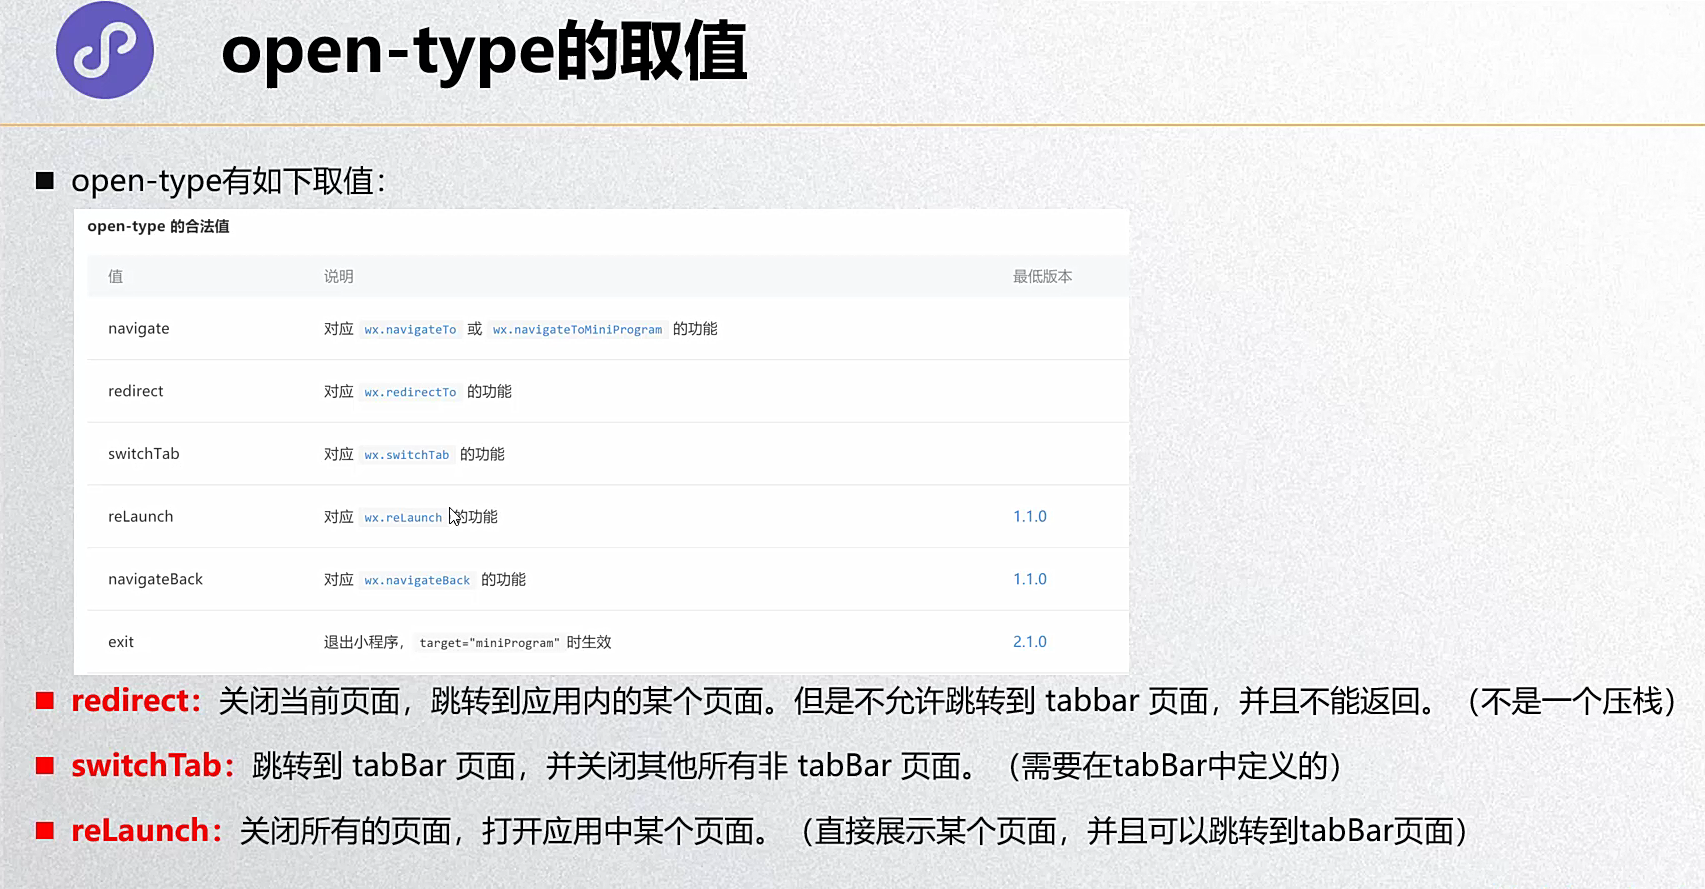 open-type的取值
open-type有如下取值：
open-type 的合法值
值 说明 最低版本
navigate 对应 wx.navigateTo 或 wx.navigateToMiniProgram 的功能
redirect 对应 wx.redirectTo 的功能
switchTab 对应 wx.switchTab 的功能
reLaunch 对应 wx.reLaunch 的功能 1.1.0
navigateBack 对应 wx.navigateBack 的功能 1.1.0
exit 退出小程序， target="miniProgram" 时生效 2.1.0
redirect：关闭当前页面，跳转到应用内的某个页面。但是不允许跳转到 tabbar 页面，并且不能返回。（不是一个压栈）
switchTab：跳转到 tabBar 页面，并关闭其他所有非 tabBar 页面。（需要在tabBar中定义的）
reLaunch：关闭所有的页面，打开应用中某个页面。（直接展示某个页面，并且可以跳转到tabBar页面）